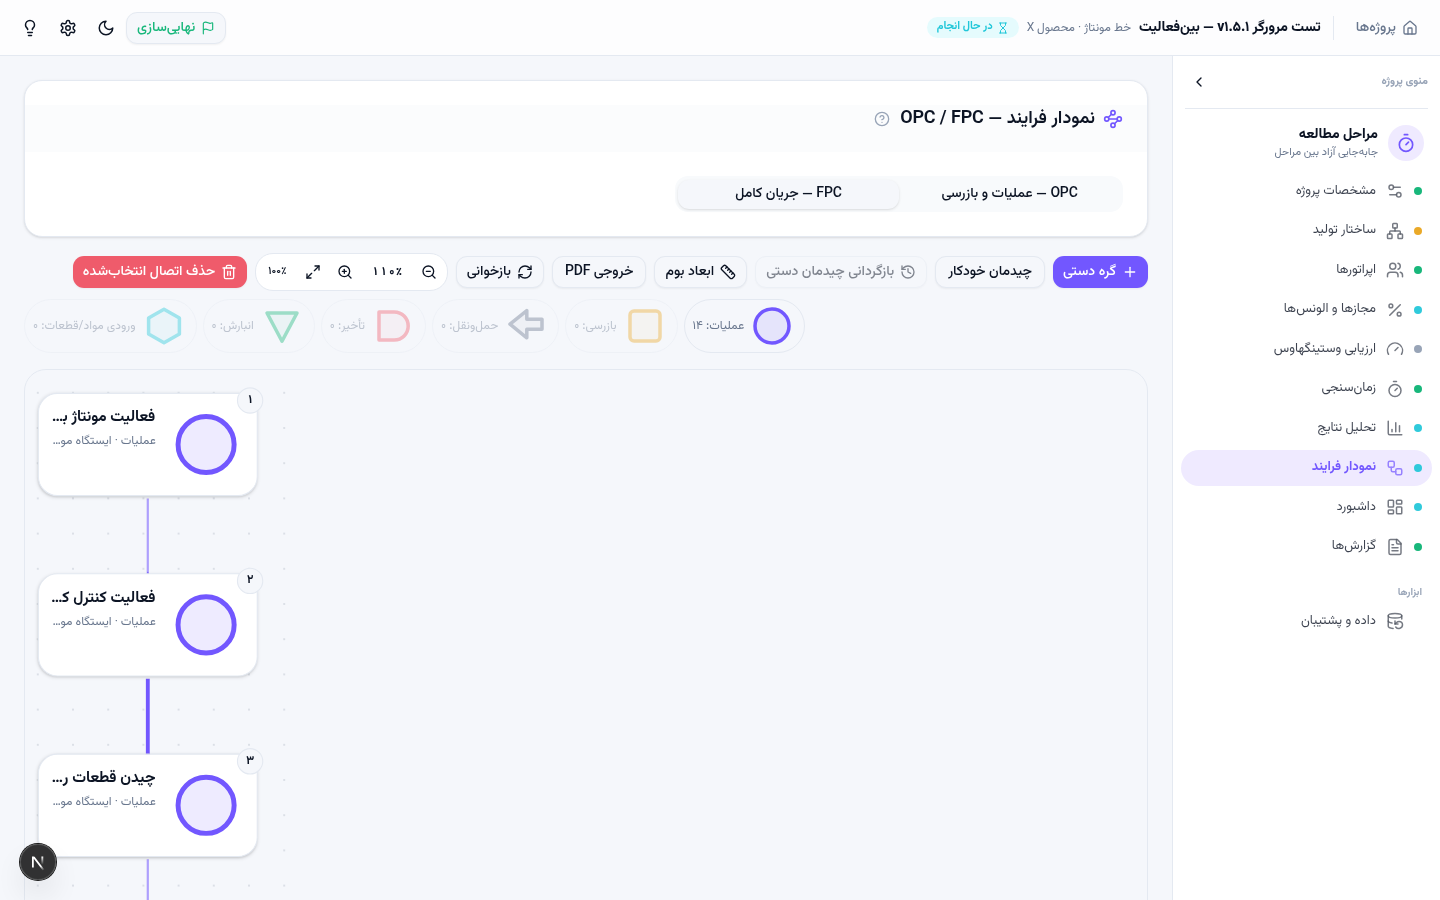 پروژه‌ها
تست مرورگر v۱.۵.۱ — بین‌فعالیت
خط مونتاژ · محصول X
در حال انجام
نهایی‌سازی
منوی پروژه
مراحل مطالعه
جابه‌جایی آزاد بین مراحل
مشخصات پروژه
ساختار تولید
اپراتورها
مجازها و الونس‌ها
ارزیابی وستینگهاوس
زمان‌سنجی
تحلیل نتایج
نمودار فرایند
داشبورد
گزارش‌ها
ابزارها
داده و پشتیبان
نمودار فرایند — OPC / FPC
OPC — عملیات و بازرسی
FPC — جریان کامل
گره دستی
چیدمان خودکار
بازگردانی چیدمان دستی
ابعاد بوم
خروجی PDF
بازخوانی
۱۱۰٪
۱۰۰٪
حذف اتصال انتخاب‌شده
عملیات: ۱۴
بازرسی: ۰
حمل‌ونقل: ۰
تأخیر: ۰
انبارش: ۰
ورودی مواد/قطعات: ۰
۱
فعالیت مونتاژ بـ...
عملیات · ایستگاه مو...
۲
فعالیت کنترل کـ...
عملیات · ایستگاه مو...
۳
چیدن قطعات ر...
عملیات · ایستگاه مو...
N